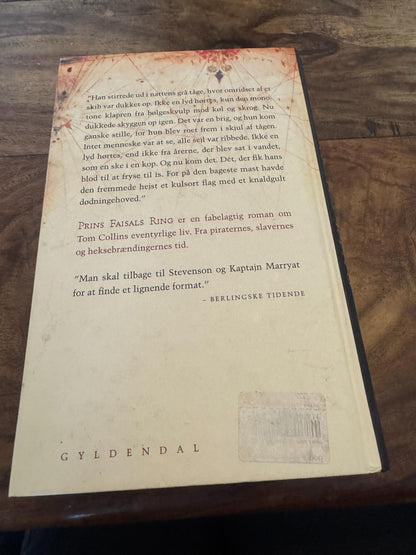 "Han stirrede ud i nattens grå tåge, hvor omridset af et
skib var dukket op. Ikke en lyd hørtes, kun den mono-
tone klapren fra bølgeskvulp mod køl og skrog. Nu
dukkede skyggen op igen. Det var en brig, og hun kom
ganske stille, for hun blev roet frem i skjul af tågen.
Intet menneske var at se, alle sejl var ribbede. Ikke en
lyd hørtes, end ikke fra årerne, der blev sat i vandet,
som en ske i en kop. Og nu kom det. Dét, der fik hans
blod til at fryse til is. For på den bageste mast havde
den fremmede hejst et kulsort flag med et knaldgult
dødningehoved."
PRINS FAISALS RING er en fabelagtig roman om
Tom Collins eventyrlige liv. Fra piraternes, slavernes
og heksebrændingernes tid.
"Man skal tilbage til Stevenson og Kaptajn Marryat
for at finde et lignende format."
– BERLINGSKE TIDENDE
GYLDENDAL